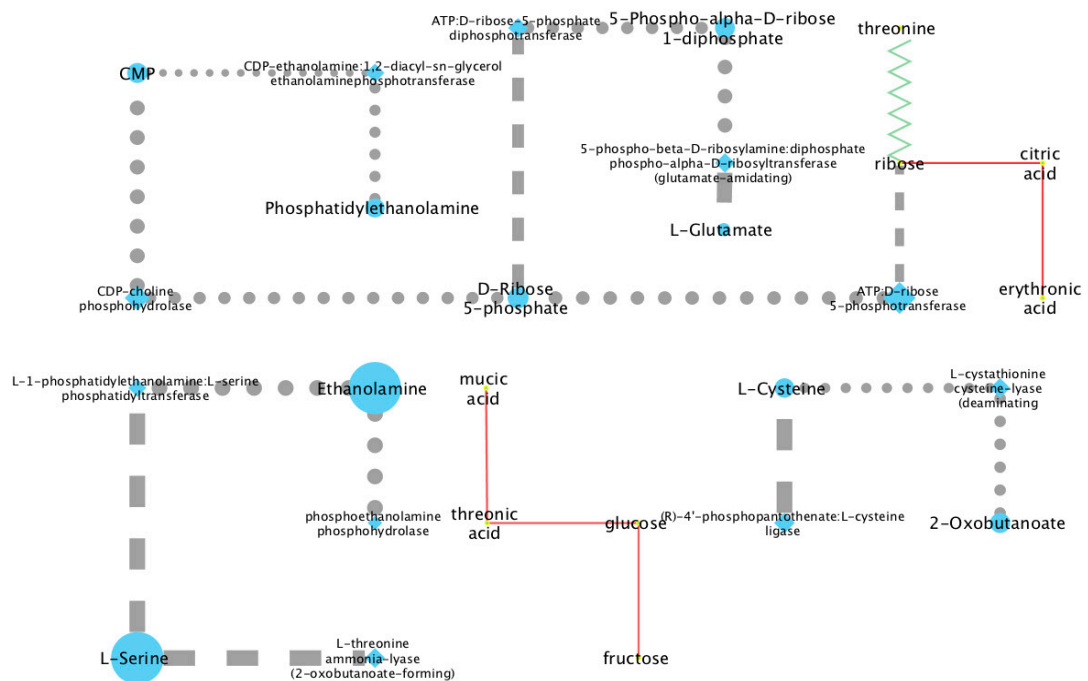 ATP:D-ribose-5-phosphate
diphosphotransferase
5-Phospho-alpha-D-ribose
1-diphosphate
threonine
CMP
CDP-ethanolamine:1,2-diacyl-sn-glycerol
ethanolaminephosphotransferase
5-phospho-beta-D-ribosylamine:diphosphate
phospho-alpha-D-ribosyltransferase
(glutamate-amidating)
ribose
citric
acid
Phosphatidylethanolamine
L-Glutamate
CDP-choline
phosphohydrolase
D-Ribose
5-phosphate
ATP:D-ribose
5-phosphotransferase
erythronic
acid
L-1-phosphatidylethanolamine:L-serine
phosphatidyltransferase
Ethanolamine
mucic
acid
L-Cysteine
L-cystathionine
cysteine-lyase
(deaminating
phosphoethanolamine
phosphohydrolase
threonic
acid
glucose
(R)-4'-phosphopantothenate:L-cysteine
ligase
2-Oxobutanoate
L-Serine
L-threonine
ammonia-lyase
(2-oxobutanoate-forming)
fructose